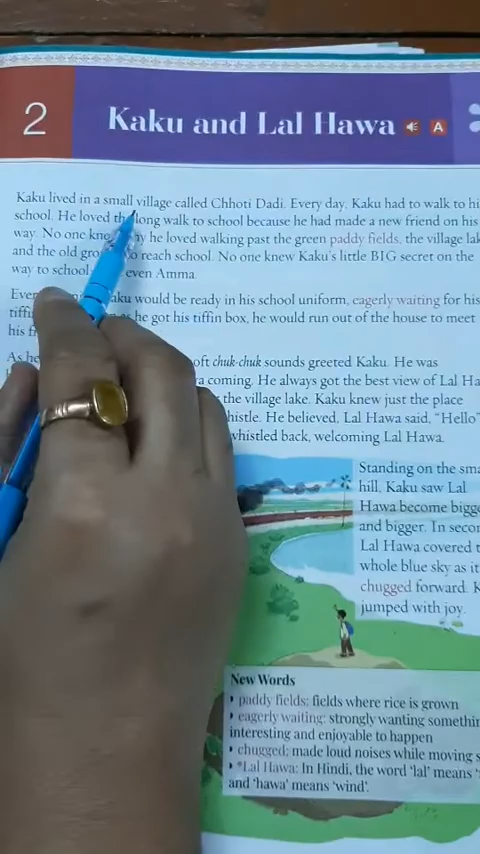 2
Kaku and Lal Hawa
A
Kaku lived in a small village called Chhoti Dadi. Every day, Kaku had to walk to hi
school. He loved the long walk to school because he had made a new friend on his
way. No one kne hy he loved walking past the green paddy fields, the village lak
and the old gro to reach school. No one knew Kaku's little BIG secret on the
way to school even Amma.
Ever aku would be ready in his school uniform, eagerly waiting for his
tiffi as he got his tiffin box, he would run out of the house to meet
his f
As he oft chuk-chuk sounds greeted Kaku. He was
a coming. He always got the best view of Lal Ha
the village lake. Kaku knew just the place
histle. He believed, Lal Hawa said, "Hello"
whistled back, welcoming Lal Hawa.
Standing on the sma
hill, Kaku saw Lal
Hawa become bigge
and bigger. In secon
Lal Hawa covered t
whole blue sky as it
chugged forward. K
jumped with joy.
New Words
• paddy fields: fields where rice is grown
• eagerly waiting: strongly wanting somethin
interesting and enjoyable to happen
• chugged: made loud noises while moving s
• *Lal Hawa: In Hindi, the word 'lal' means '
and 'hawa' means 'wind'.